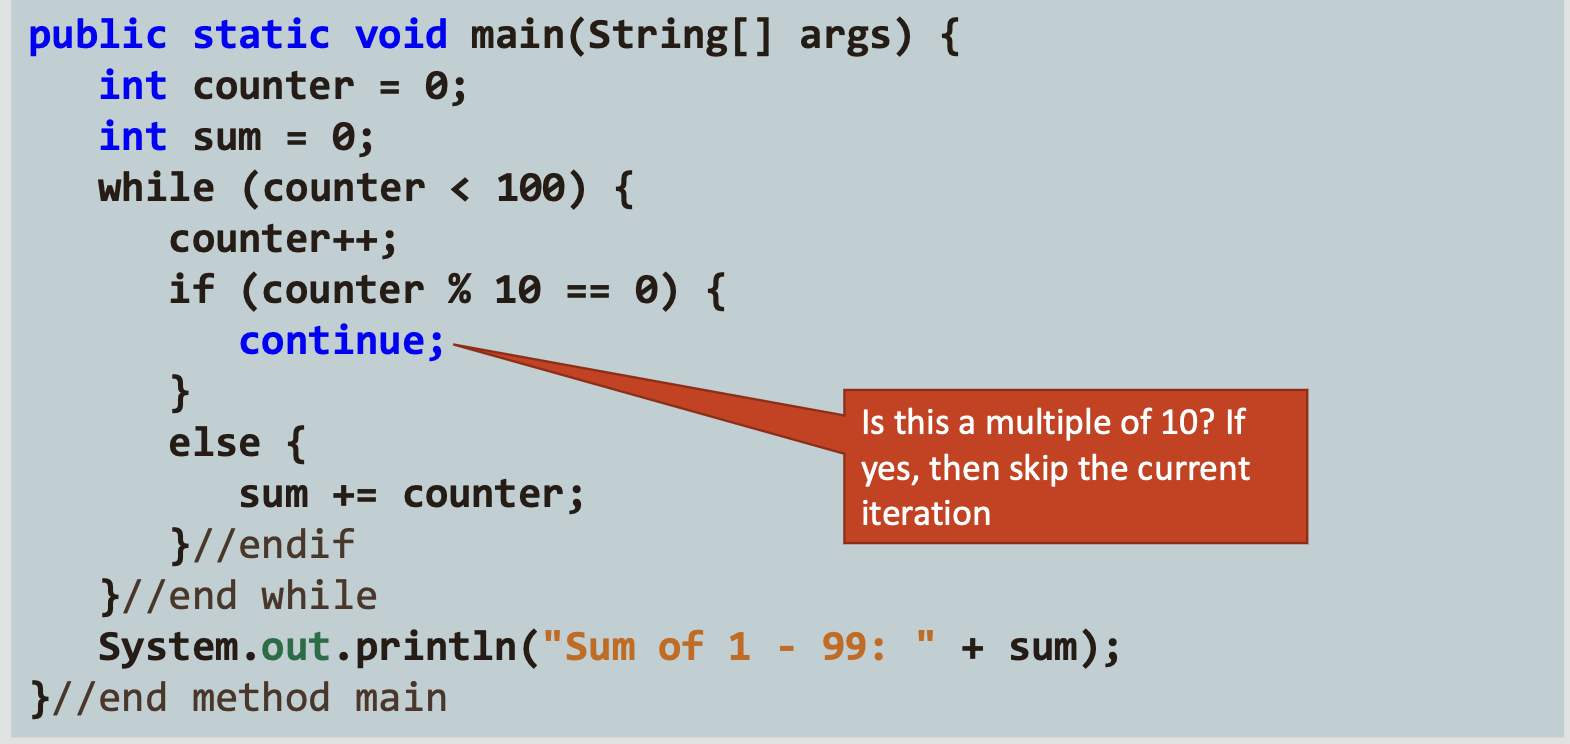 public static void main(String[] args) {
int counter = 0;
int sum = 0;
while (counter < 100) {
counter++;
if (counter % 10 == 0) {
continue;
}
else {
sum += counter;
}//endif
}//end while
System.out.println("Sum of 1 - 99: " + sum);
}//end method main
Is this a multiple of 10? If
yes, then skip the current
iteration